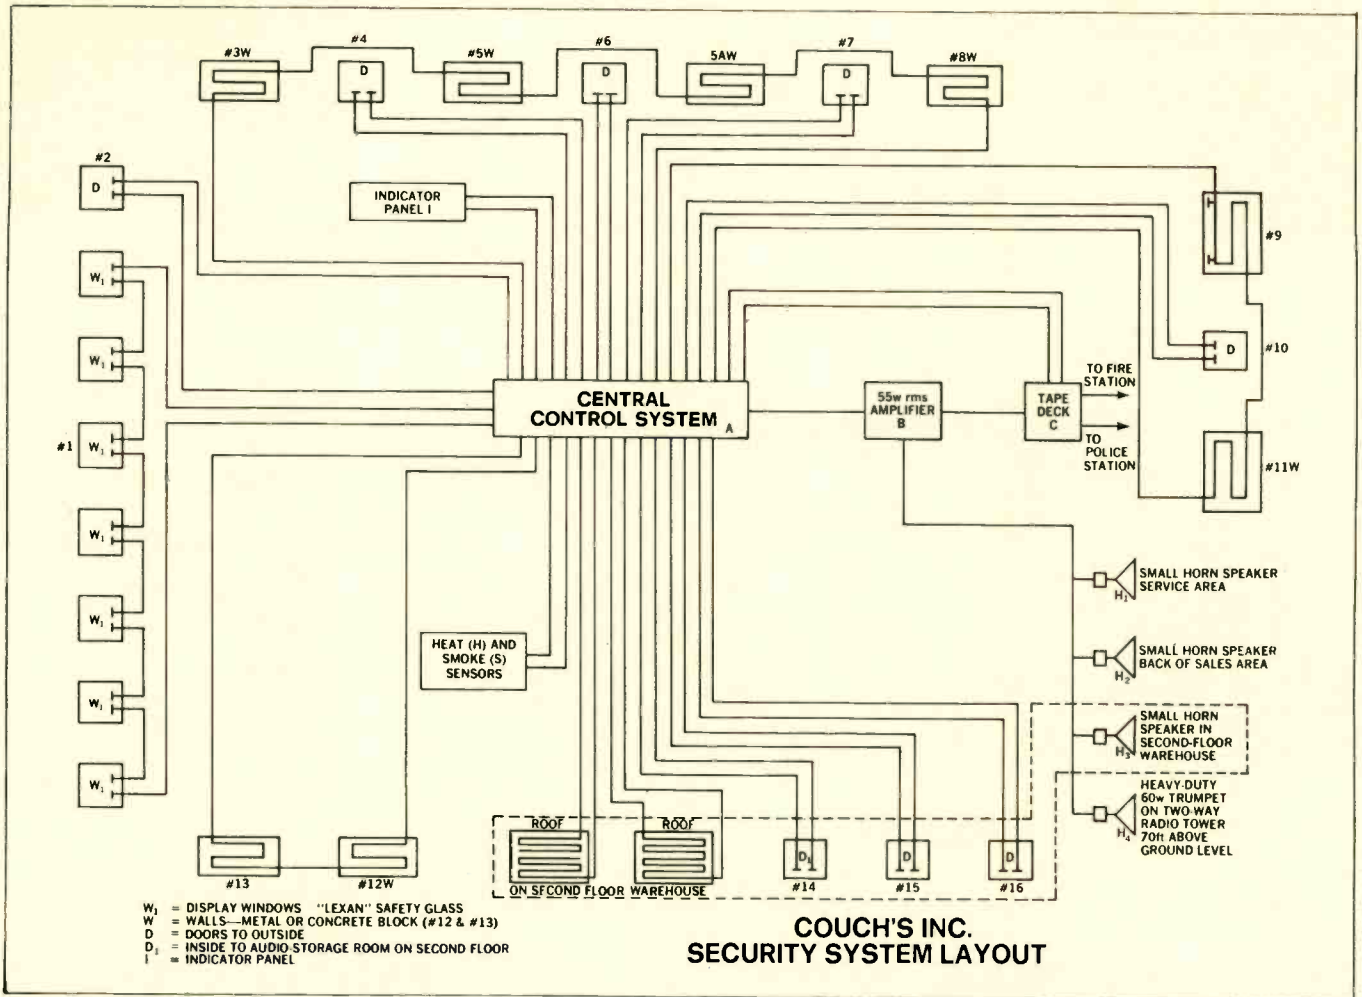 #3W
#4
D
#5W
#6
D
5AW
#7
D
#8W
#2
D
INDICATOR
PANEL I
#9
W₁
W₁
#1
W₁
W₁
W₁
W₁
W₁
D
#10
CENTRAL
CONTROL SYSTEM
A
55w rms
AMPLIFIER
B
TAPE
DECK
C
TO FIRE
STATION
TO
POLICE
STATION
#11W
H₁
SMALL HORN SPEAKER
SERVICE AREA
HEAT (H) AND
SMOKE (S)
SENSORS
H₂
SMALL HORN SPEAKER
BACK OF SALES AREA
H₃
SMALL HORN
SPEAKER IN
SECOND-FLOOR
WAREHOUSE
H₄
HEAVY-DUTY
60w TRUMPET
ON TWO-WAY
RADIO TOWER
70ft ABOVE
GROUND LEVEL
#13
#12W
ROOF
ROOF
ON SECOND FLOOR WAREHOUSE
D₁
#14
D
#15
D
#16
W₁ = DISPLAY WINDOWS "LEXAN" SAFETY GLASS
W = WALLS—METAL OR CONCRETE BLOCK (#12 & #13)
D = DOORS TO OUTSIDE
D₁ = INSIDE TO AUDIO-STORAGE ROOM ON SECOND FLOOR
I = INDICATOR PANEL
COUCH'S INC.
SECURITY SYSTEM LAYOUT